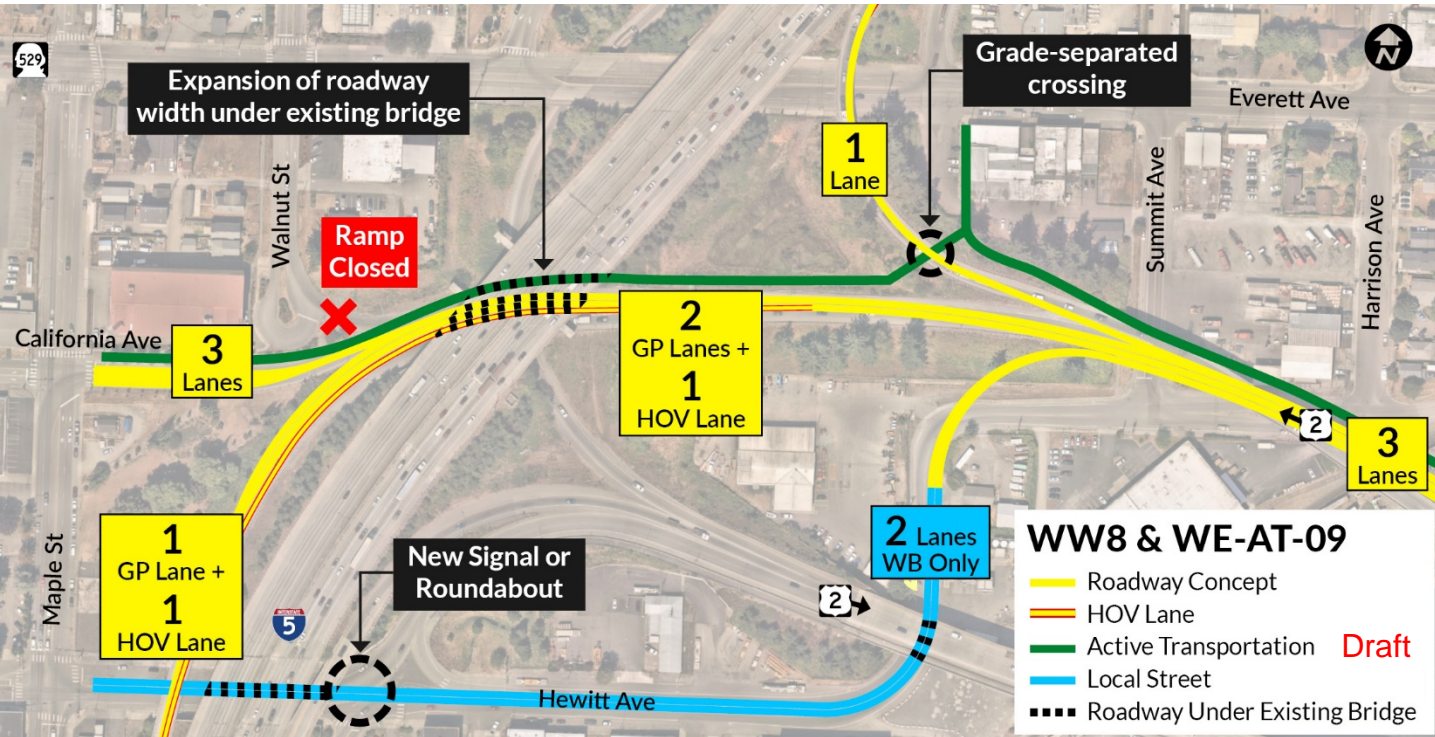 529
Expansion of roadway
width under existing bridge
Grade-separated
crossing
N
Everett Ave
1
Lane
Walnut St
Ramp
Closed
Summit Ave
Harrison Ave
California Ave
3
Lanes
2
GP Lanes +
1
HOV Lane
2
3
Lanes
Maple St
1
GP Lane +
1
HOV Lane
New Signal or
Roundabout
INTERSTATE
5
2 Lanes
WB Only
2
Hewitt Ave
WW8 & WE-AT-09
Roadway Concept
HOV Lane
Active Transportation
Draft
Local Street
Roadway Under Existing Bridge